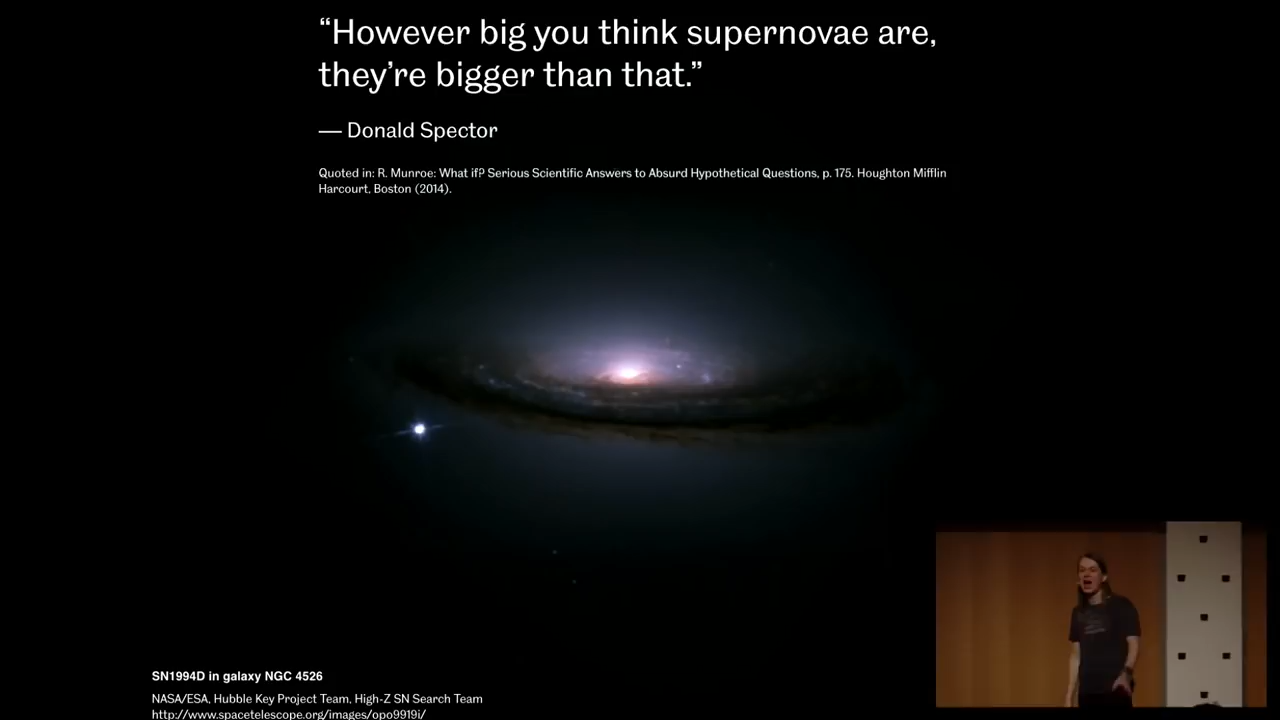 “However big you think supernovae are,
they’re bigger than that.”
— Donald Spector
Quoted in: R. Munroe: What if? Serious Scientific Answers to Absurd Hypothetical Questions, p. 175. Houghton Mifflin
Harcourt, Boston (2014).
SN1994D in galaxy NGC 4526
NASA/ESA, Hubble Key Project Team, High-Z SN Search Team
http://www.spacetelescope.org/images/opo9919i/